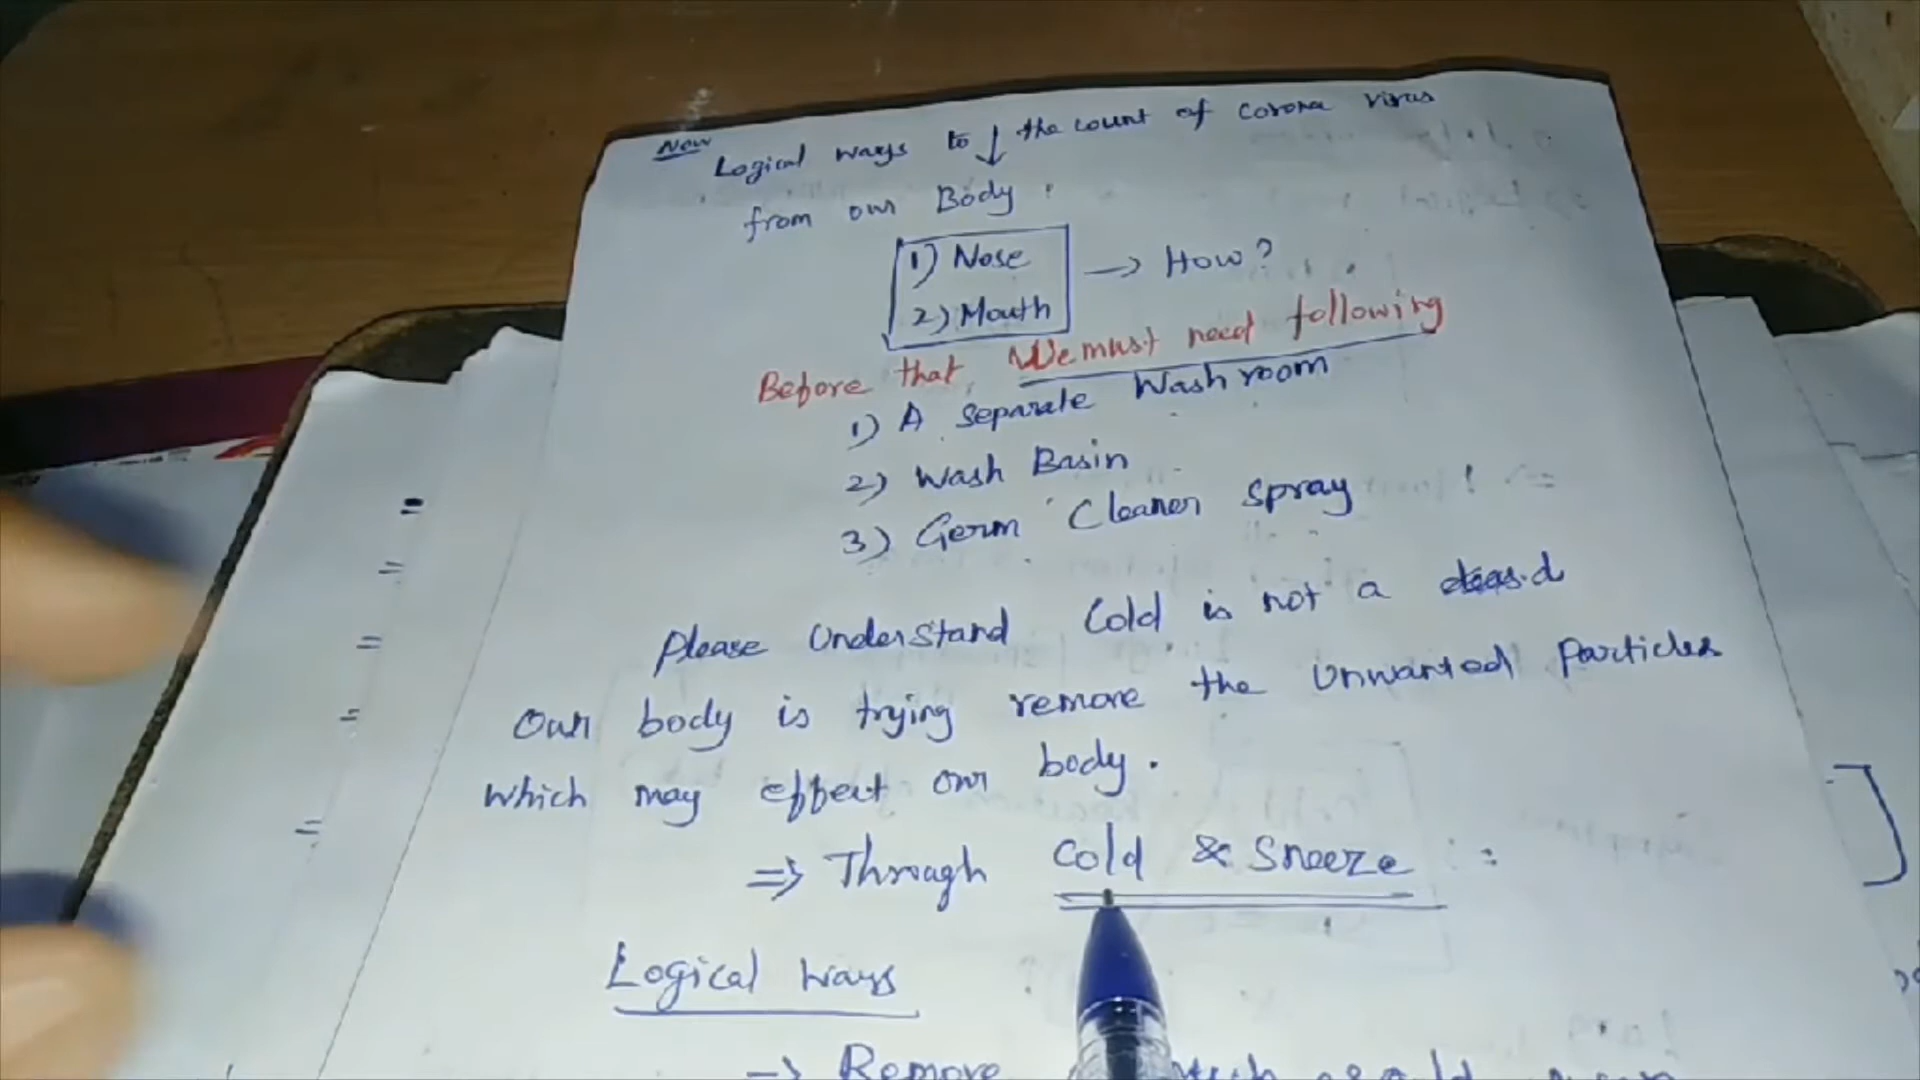 Now
Logical ways to ↓ the count of corona virus
from our Body
1) Nose
2) Mouth
→ How?
Before that, We must need following
1) A separate Wash room
2) Wash Basin
3) Germ Cleaner spray
Please Understand Cold is not a
Our body is trying remove the Unwanted Particles
Which may effect our body.
⇒ Through Cold & Sneeze
Logical ways
→ Remove